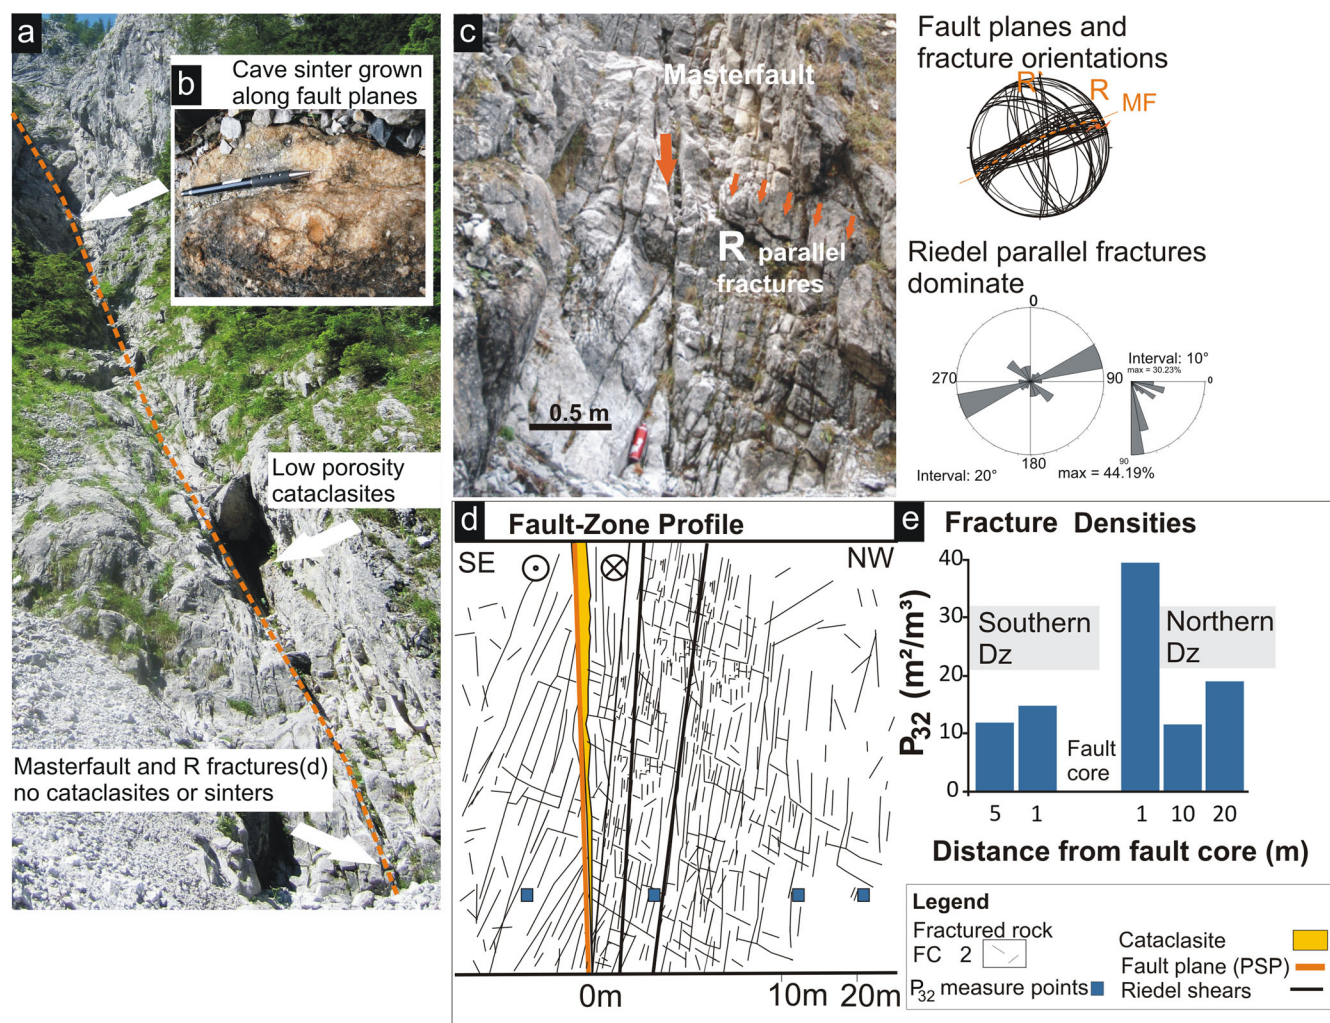 a
b
Cave sinter grown
along fault planes
Low porosity
cataclasites
Masterfault and R fractures(d)
no cataclasites or sinters
c
Masterfault
R parallel
fractures
0.5 m
Fault planes and
fracture orientations
R'
R
MF
Riedel parallel fractures
dominate
0
270
90
180
Interval: 20°
max = 44.19%
Interval: 10°
max = 30.23%
0
90
d
Fault-Zone Profile
SE
NW
0m
10m
20m
e
Fracture Densities
P32 (m²/m³)
40
30
20
10
0
Southern
Dz
Northern
Dz
Fault
core
5 1 1 10 20
Distance from fault core (m)
Legend
Fractured rock
FC 2
P32 measure points
Cataclasite
Fault plane (PSP)
Riedel shears